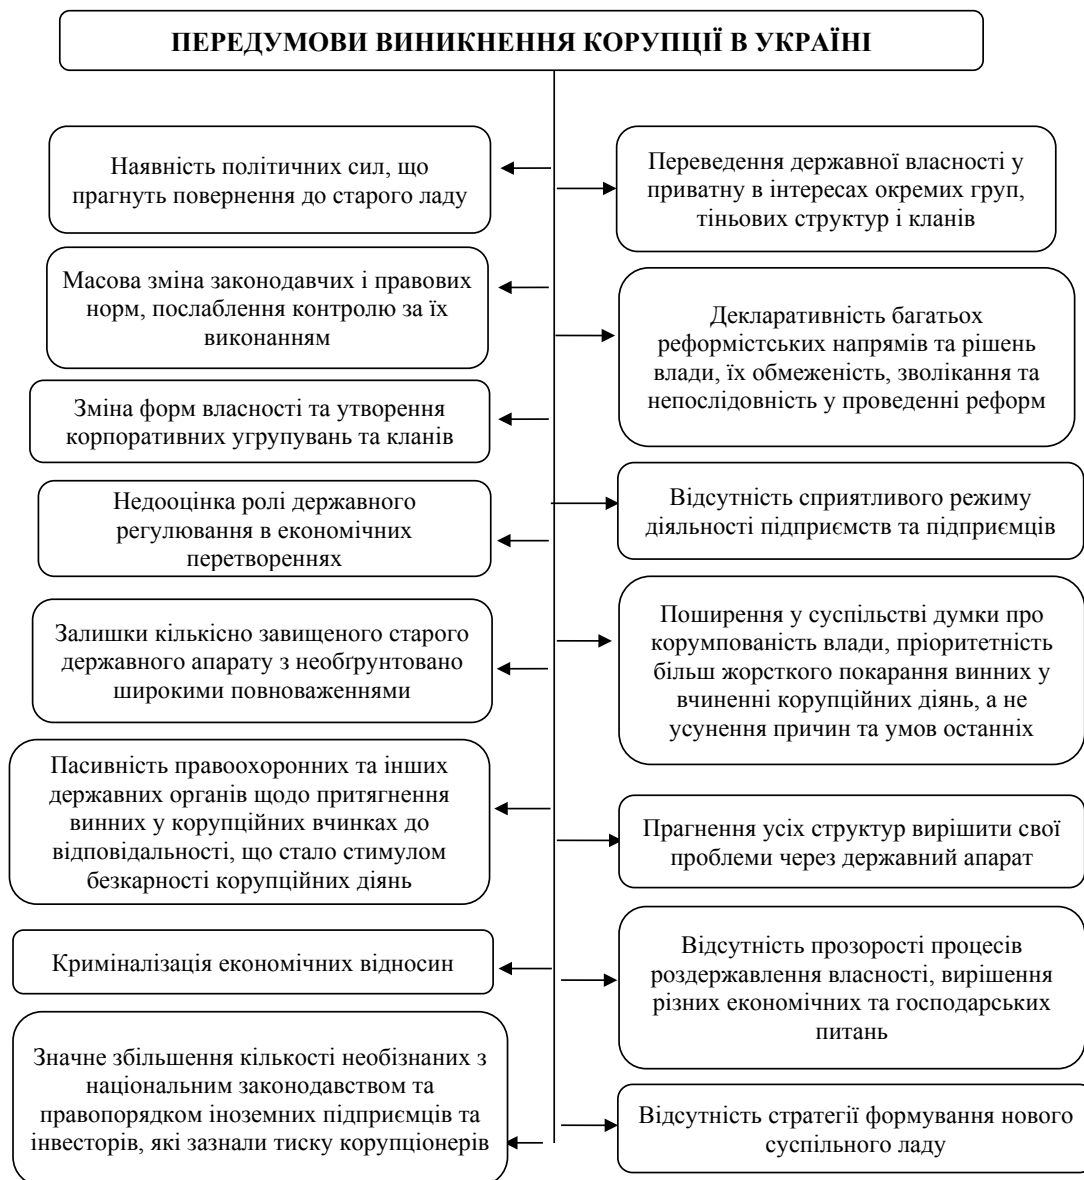 ПЕРЕДУМОВИ ВИНИКНЕННЯ КОРУПЦІЇ В УКРАЇНІ
Наявність політичних сил, що
прагнуть повернення до старого ладу
Масова зміна законодавчих і правових
норм, послаблення контролю за їх
виконанням
Зміна форм власності та утворення
корпоративних угрупувань та кланів
Недооцінка ролі державного
регулювання в економічних
перетвореннях
Залишки кількісно завищеного старого
державного апарату з необґрунтовано
широкими повноваженнями
Пасивність правоохоронних та інших
державних органів щодо притягнення
винних у корупційних вчинках до
відповідальності, що стало стимулом
безкарності корупційних діянь
Криміналізація економічних відносин
Значне збільшення кількості необізнаних з
національним законодавством та
правопорядком іноземних підприємців та
інвесторів, які зазнали тиску корупціонерів
Переведення державної власності у
приватну в інтересах окремих груп,
тіньових структур і кланів
Декларативність багатьох
реформістських напрямів та рішень
влади, їх обмеженість, зволікання та
непослідовність у проведенні реформ
Відсутність сприятливого режиму
діяльності підприємств та підприємців
Поширення у суспільстві думки про
корумпованість влади, пріоритетність
більш жорсткого покарання винних у
вчиненні корупційних діянь, а не
усунення причин та умов останніх
Прагнення усіх структур вирішити свої
проблеми через державний апарат
Відсутність прозорості процесів
роздержавлення власності, вирішення
різних економічних та господарських
питань
Відсутність стратегії формування нового
суспільного ладу